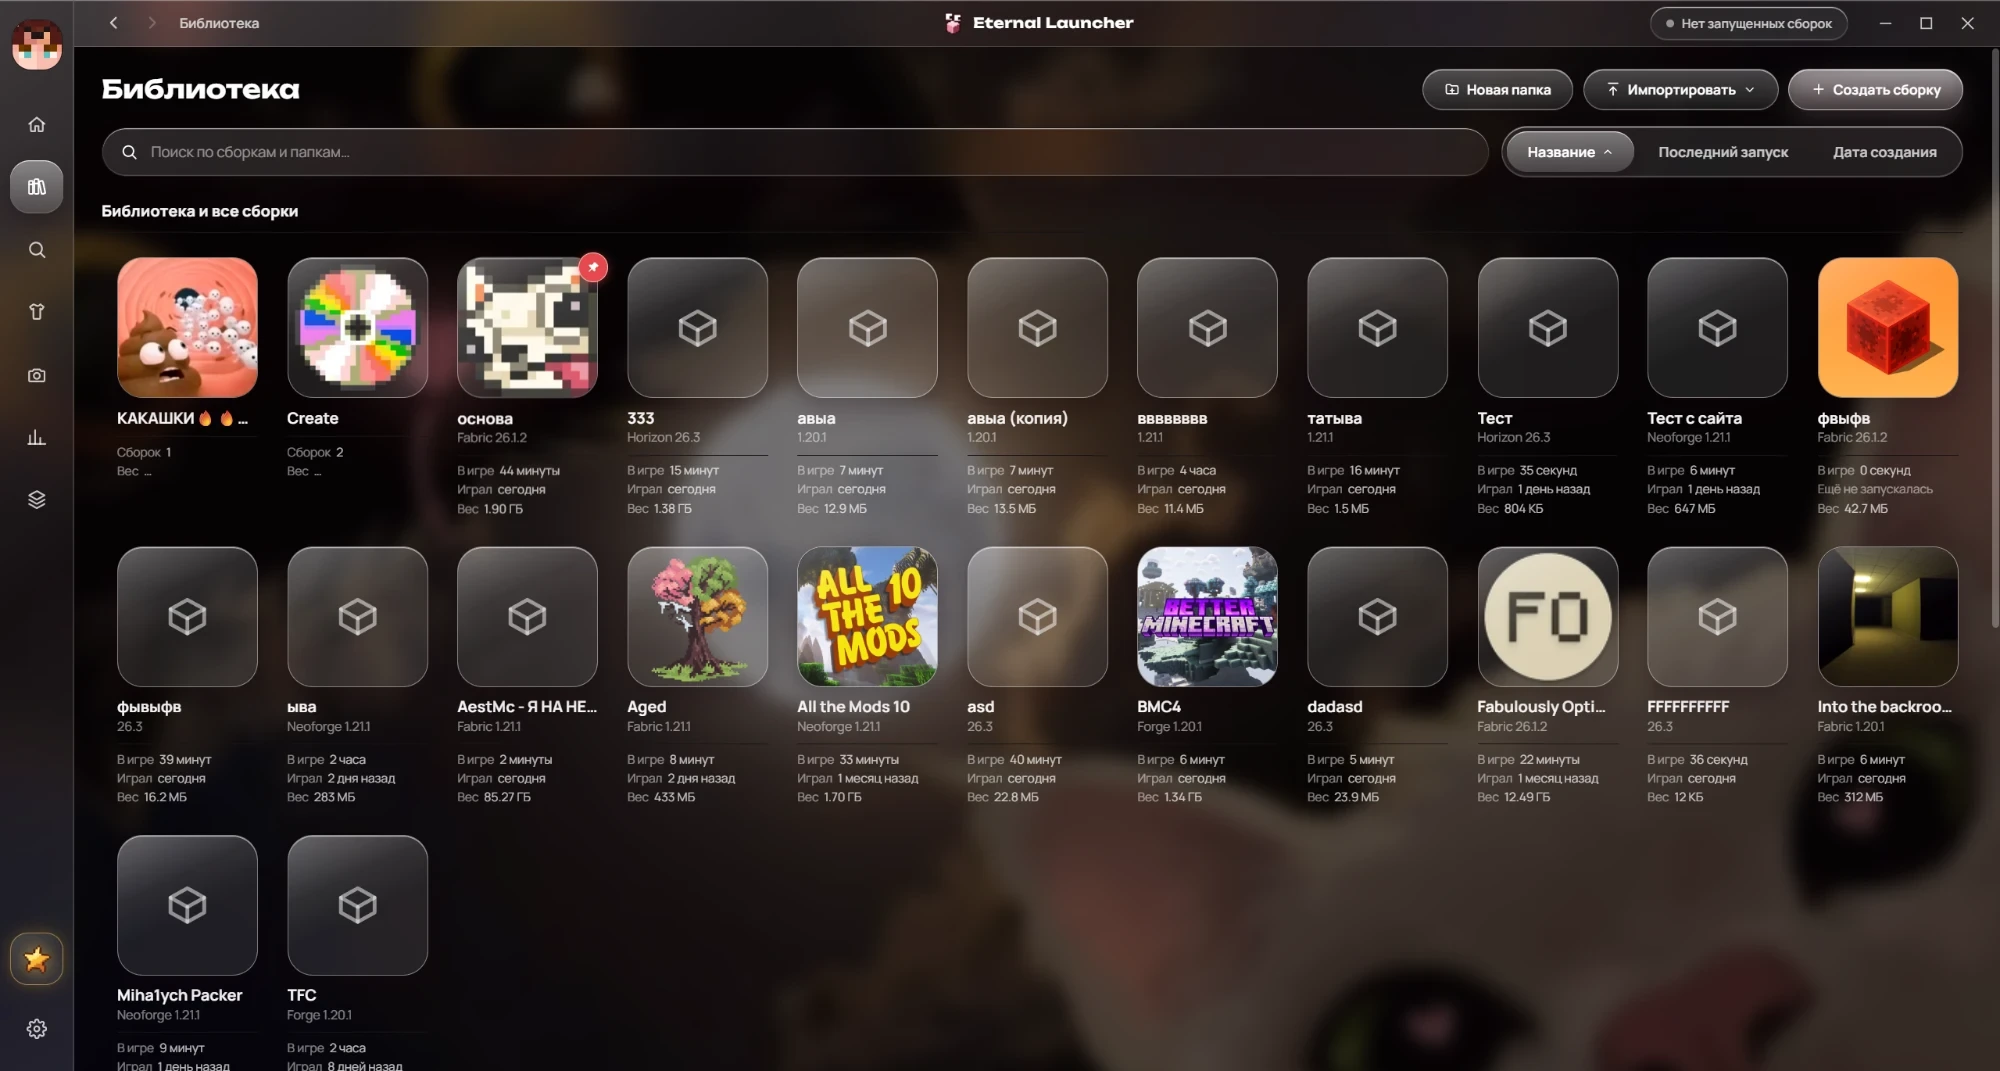 Библиотека
Eternal Launcher
Нет запущенных сборок
Библиотека
Новая папка
Импортировать
Создать сборку
Поиск по сборкам и папкам...
Название
Последний запуск
Дата создания
Библиотека и все сборки
КАКАШКИ🔥🔥...
Сборок 1
Вес ...
Create
Сборок 2
Вес ...
основа
Fabric 26.1.2
В игре 44 минуты
Играл сегодня
Вес 1.90 ГБ
333
Horizon 26.3
В игре 15 минут
Играл сегодня
Вес 1.38 ГБ
авыа
1.20.1
В игре 7 минут
Играл сегодня
Вес 12.9 МБ
авыа (копия)
1.20.1
В игре 7 минут
Играл сегодня
Вес 13.5 МБ
вввввввв
1.21.1
В игре 4 часа
Играл сегодня
Вес 11.4 МБ
татыва
1.21.1
В игре 16 минут
Играл сегодня
Вес 1.5 МБ
Тест
Horizon 26.3
В игре 35 секунд
Играл 1 день назад
Вес 804 КБ
Тест с сайта
Neoforge 1.21.1
В игре 6 минут
Играл 1 день назад
Вес 647 МБ
фвыфв
Fabric 26.1.2
В игре 0 секунд
Ещё не запускалась
Вес 42.7 МБ
фывыфв
26.3
В игре 39 минут
Играл сегодня
Вес 16.2 МБ
ыва
Neoforge 1.21.1
В игре 2 часа
Играл 2 дня назад
Вес 283 МБ
AestMc - Я НА НЕ...
Fabric 1.21.1
В игре 2 минуты
Играл сегодня
Вес 85.27 ГБ
Aged
Fabric 1.21.1
В игре 8 минут
Играл 2 дня назад
Вес 433 МБ
ALL 10
THE
MODS
All the Mods 10
Neoforge 1.21.1
В игре 33 минуты
Играл 1 месяц назад
Вес 1.70 ГБ
asd
26.3
В игре 40 минут
Играл сегодня
Вес 22.8 МБ
BETTER
MINECRAFT
BMC4
Forge 1.20.1
В игре 6 минут
Играл сегодня
Вес 1.34 ГБ
dadasd
26.3
В игре 5 минут
Играл сегодня
Вес 23.9 МБ
FO
Fabulously Opti...
Fabric 26.1.2
В игре 22 минуты
Играл 1 месяц назад
Вес 12.49 ГБ
FFFFFFFFFF
26.3
В игре 36 секунд
Играл сегодня
Вес 12 КБ
Into the backroo...
Fabric 1.20.1
В игре 6 минут
Играл сегодня
Вес 312 МБ
Miha1ych Packer
Neoforge 1.21.1
В игре 9 минут
Играл 1 день назад
TFC
Forge 1.20.1
В игре 2 часа
Играл 8 дней назад